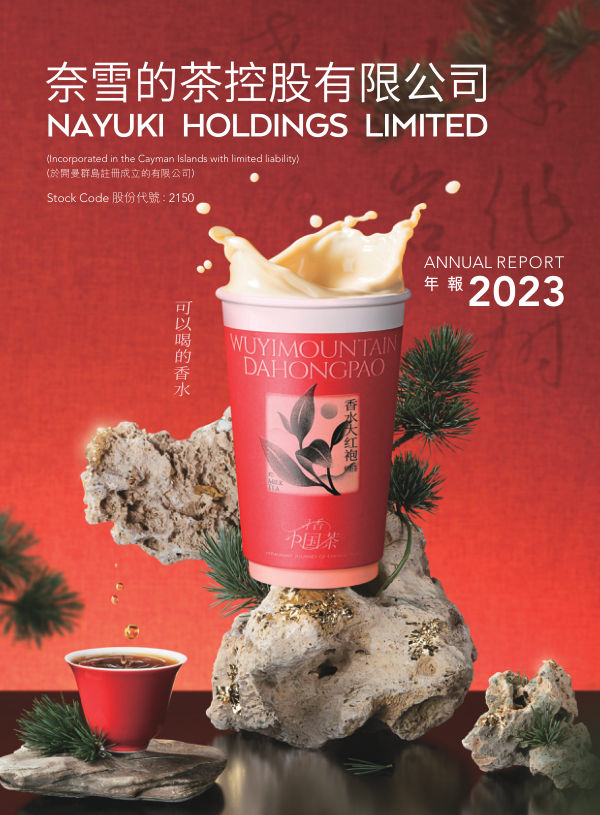 奈雪的茶控股有限公司
NAYUKI HOLDINGS LIMITED
(Incorporated in the Cayman Islands with limited liability)
(於開曼群島註冊成立的有限公司)
Stock Code 股份代號 : 2150
ANNUAL REPORT
年報 2023
可以喝的香水
WUYIMOUNTAIN
DAHONGPAO
香水大红袍
MILK
TEA
中国茶